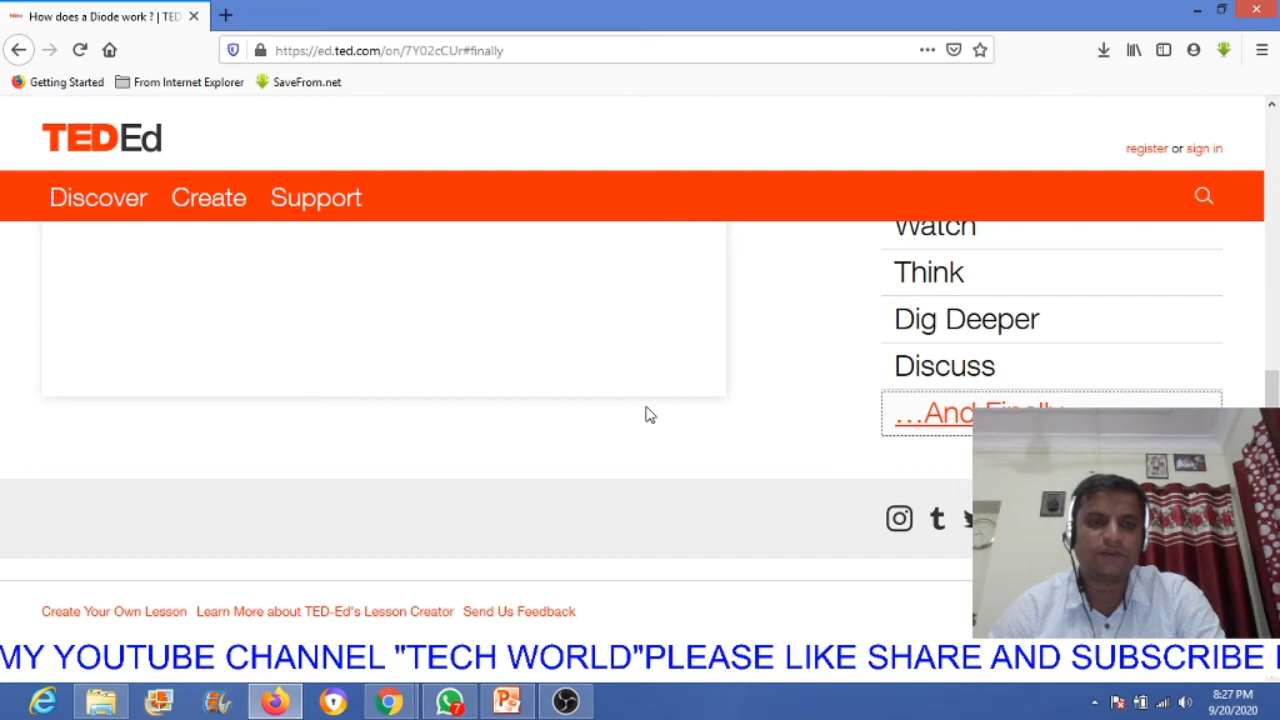 How does a Diode work ? | TED
https://ed.ted.com/on/7Y02cCUr#finally
Getting Started From Internet Explorer SaveFrom.net
TEDEd
register or sign in
Discover Create Support
Watch
Think
Dig Deeper
Discuss
...And Finally
Create Your Own Lesson Learn More about TED-Ed's Lesson Creator Send Us Feedback
MY YOUTUBE CHANNEL "TECH WORLD"PLEASE LIKE SHARE AND SUBSCRIBE
7
8:27 PM
9/20/2020